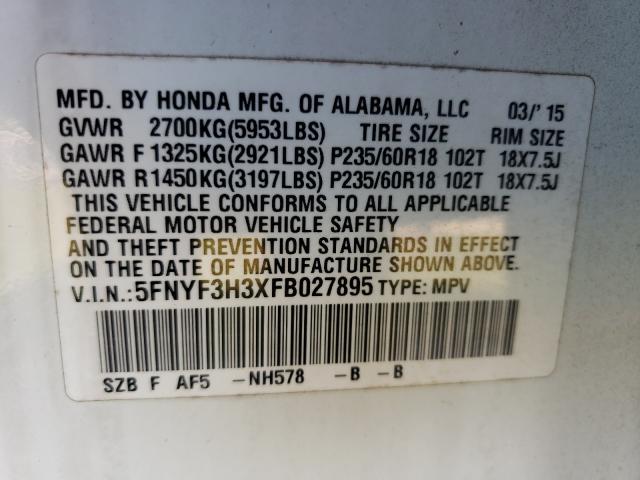 MFD. BY HONDA MFG. OF ALABAMA, LLC 03/'15
GVWR 2700KG(5953LBS) TIRE SIZE RIM SIZE
GAWR F 1325KG(2921LBS) P235/60R18 102T 18X7.5J
GAWR R 1450KG(3197LBS) P235/60R18 102T 18X7.5J
THIS VEHICLE CONFORMS TO ALL APPLICABLE
FEDERAL MOTOR VEHICLE SAFETY
AND THEFT PREVENTION STANDARDS IN EFFECT
ON THE DATE OF MANUFACTURE SHOWN ABOVE.
V.I.N.:5FNYF3H3XFB027895 TYPE: MPV
SZB F AF5 -NH578 -B -B